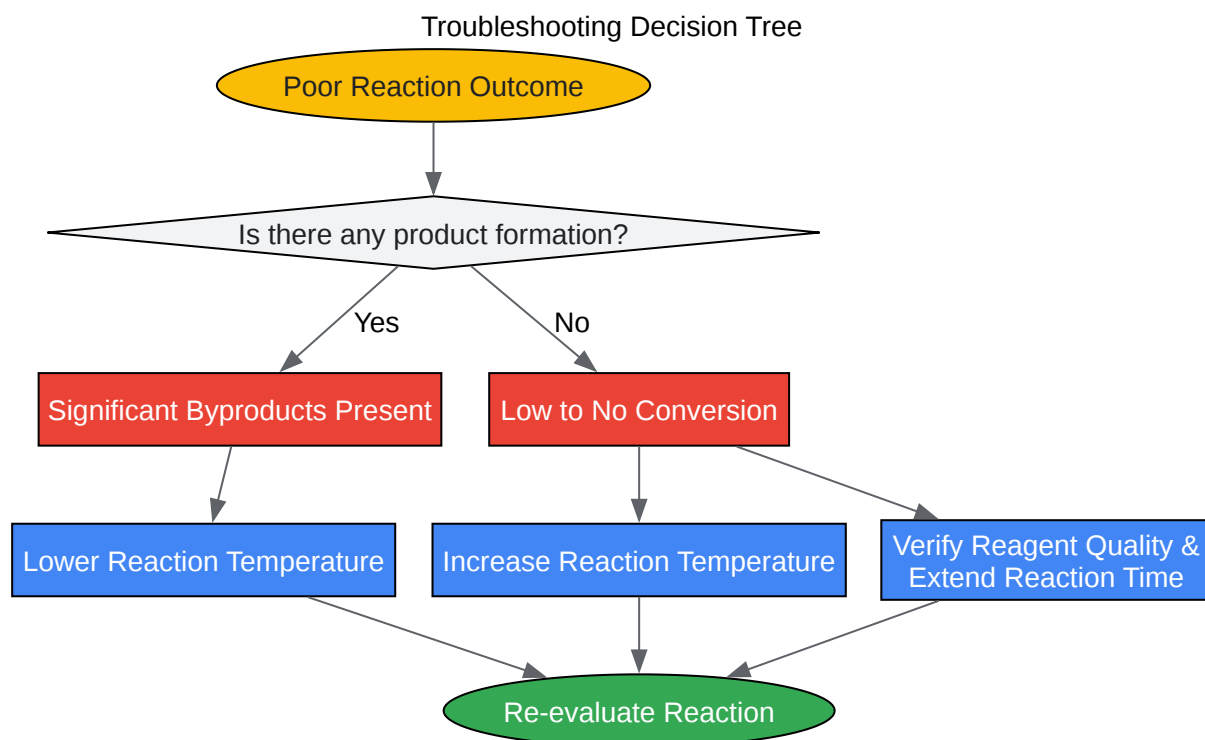 Troubleshooting Decision Tree
Poor Reaction Outcome
Is there any product formation?
Yes
No
Significant Byproducts Present
Low to No Conversion
Lower Reaction Temperature
Increase Reaction Temperature
Verify Reagent Quality &
Extend Reaction Time
Re-evaluate Reaction